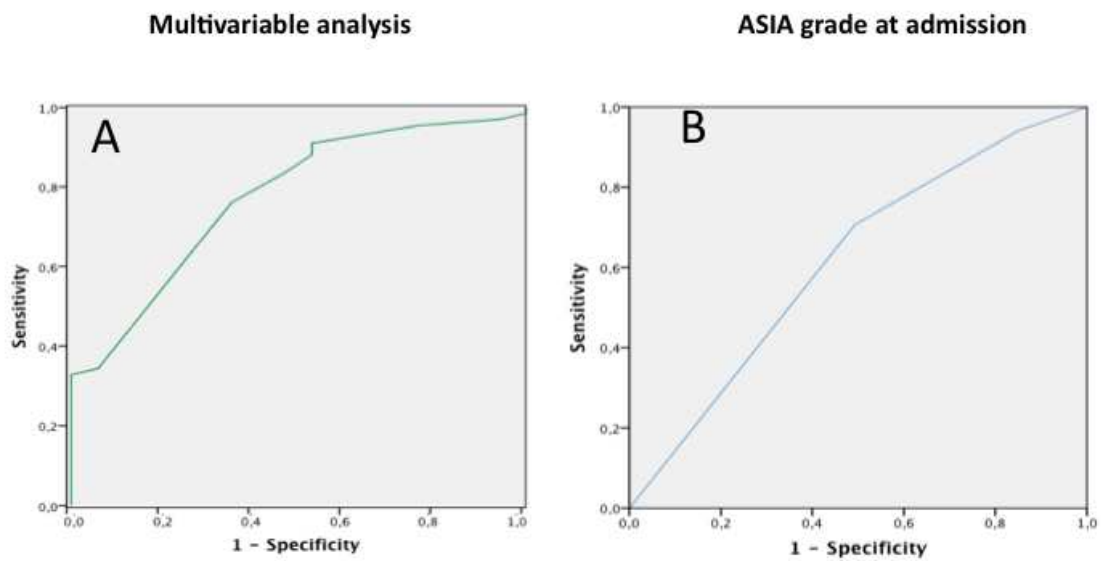 Multivariable analysis
ASIA grade at admission
A
1,0
0,8
0,6
0,4
0,2
0,0
Sensitivity
0,0 0,2 0,4 0,6 0,8 1,0
1 – Specificity
B
1,0
0,8
0,6
0,4
0,2
0,0
Sensitivity
0,0 0,2 0,4 0,6 0,8 1,0
1 – Specificity